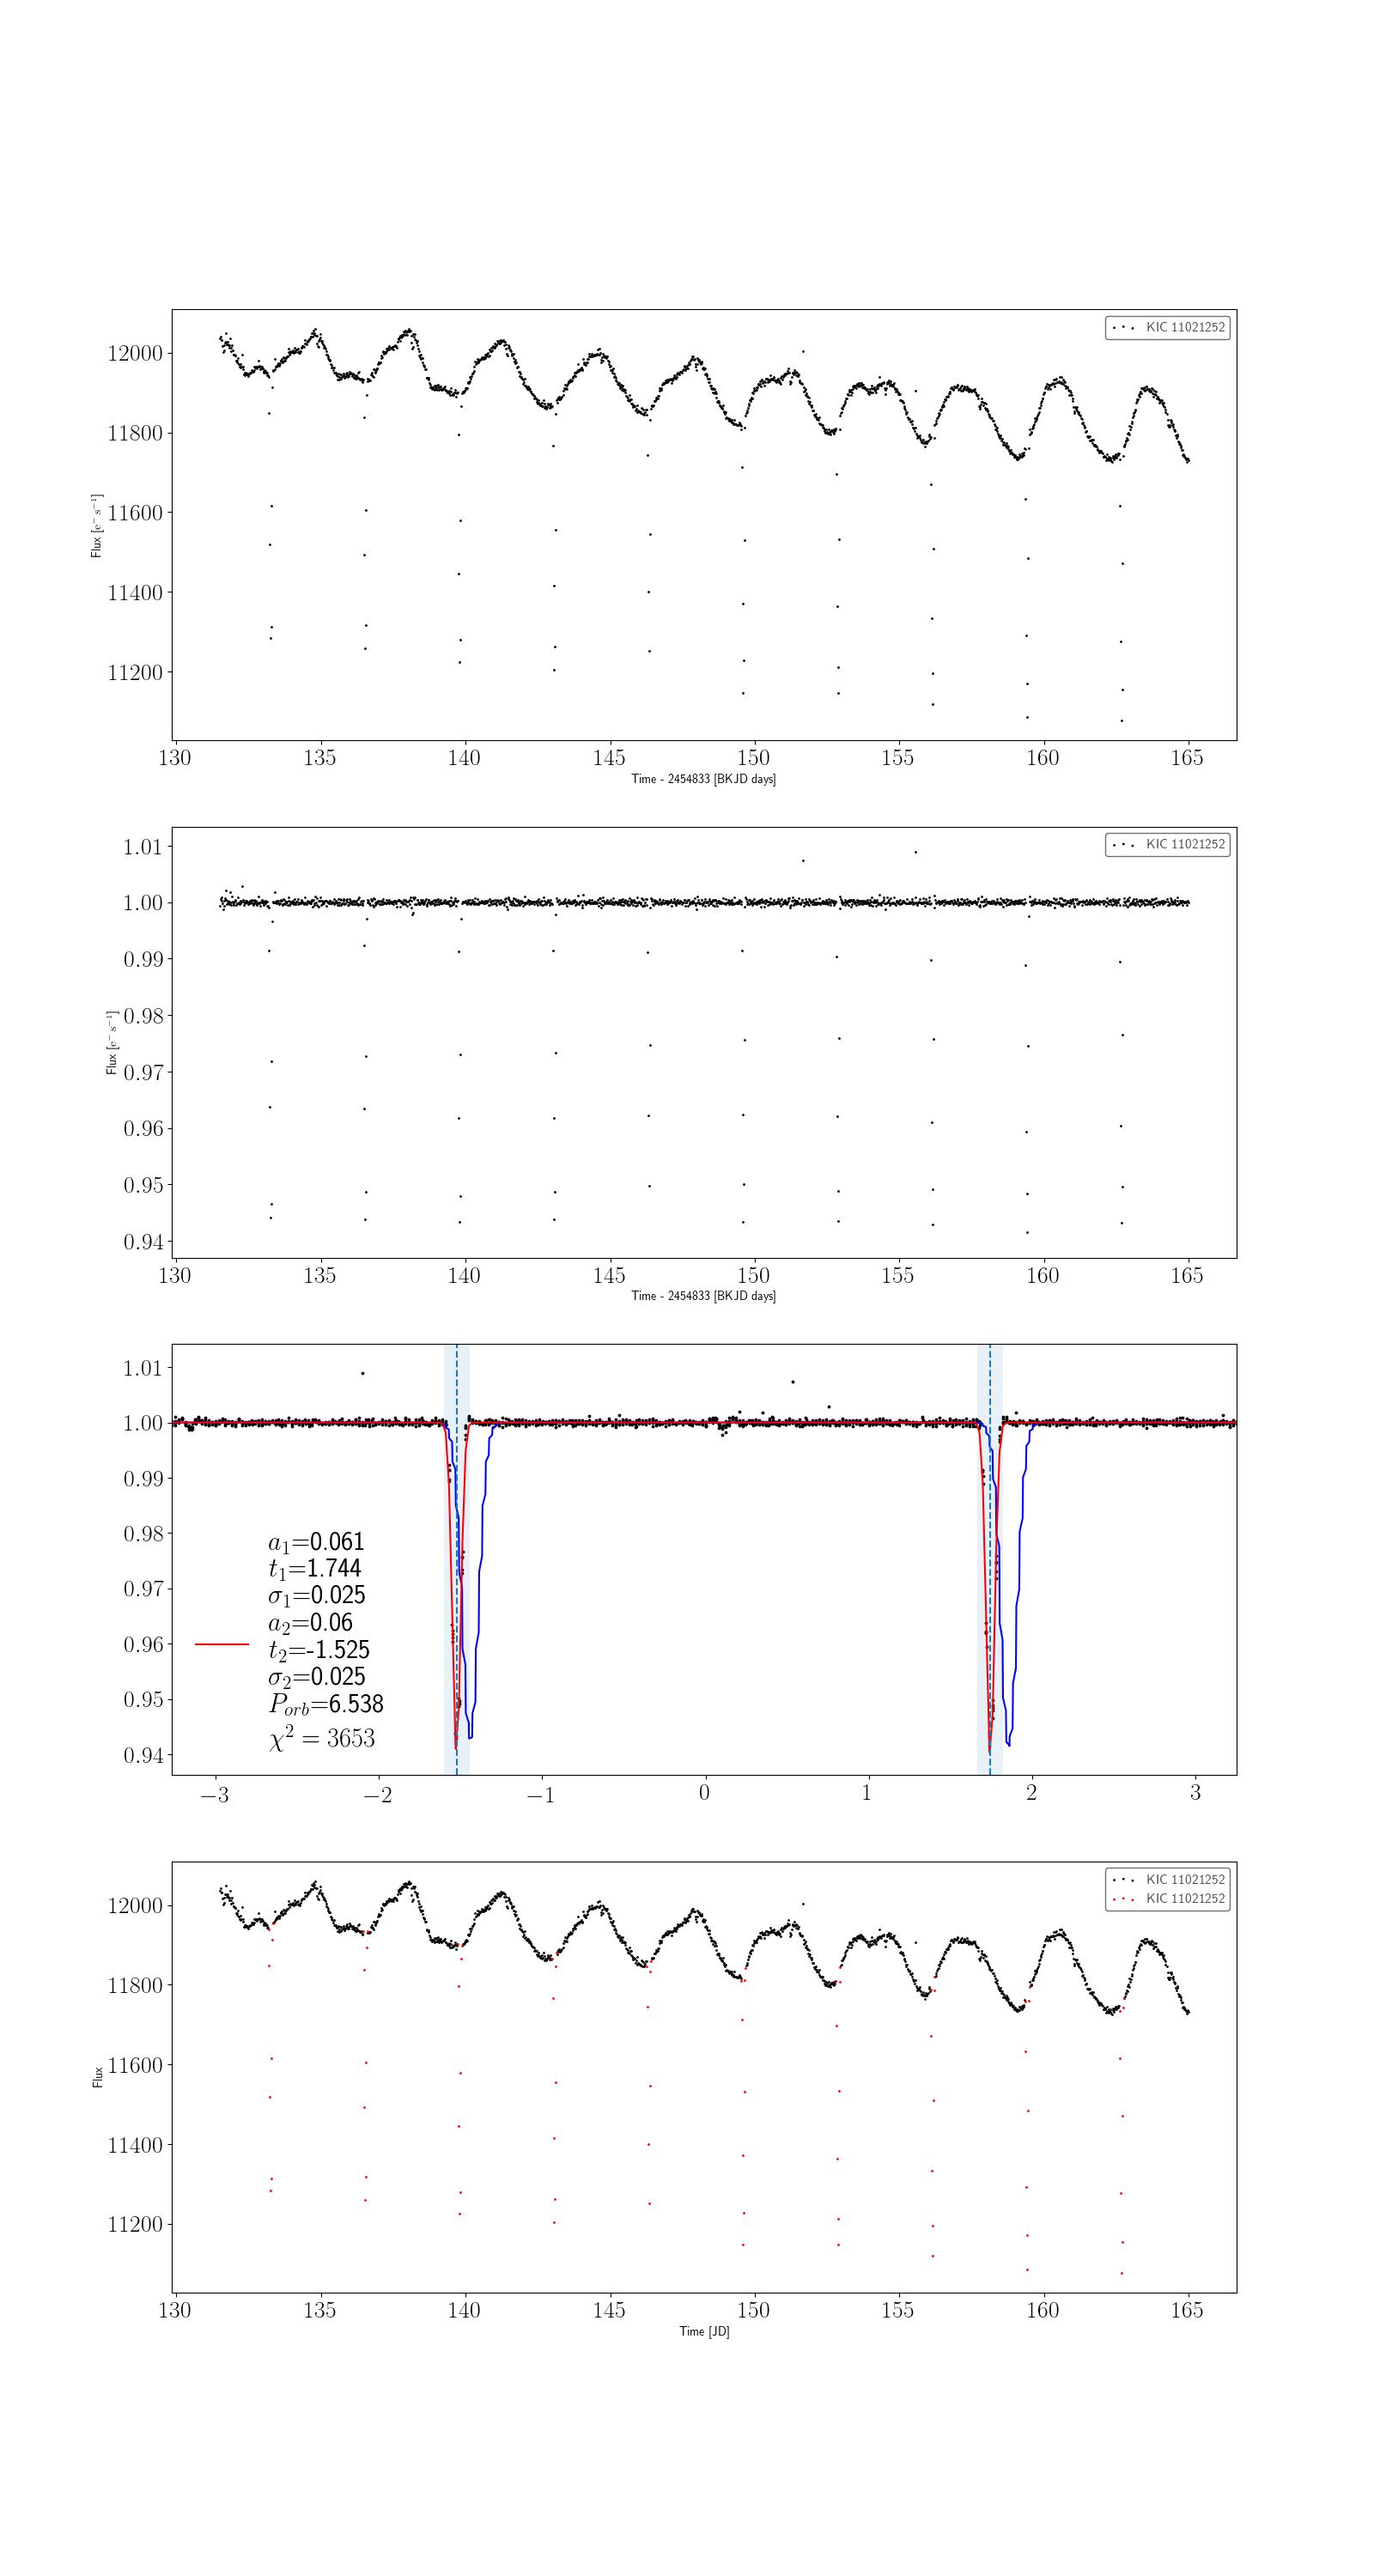 KIC 11021252
12000
11800
11600
11400
11200
Flux [e⁻ s⁻¹]
130 135 140 145 150 155 160 165
Time - 2454833 [BKJD days]
KIC 11021252
1.01
1.00
0.99
0.98
0.97
0.96
0.95
0.94
Flux [e⁻ s⁻¹]
130 135 140 145 150 155 160 165
Time - 2454833 [BKJD days]
1.01
1.00
0.99
0.98
0.97
0.96
0.95
0.94
a₁=0.061
t₁=1.744
σ₁=0.025
a₂=0.06
t₂=-1.525
σ₂=0.025
Pₒᵣb=6.538
χ² = 3653
−3 −2 −1 0 1 2 3
KIC 11021252
KIC 11021252
12000
11800
11600
11400
11200
Flux
130 135 140 145 150 155 160 165
Time [JD]